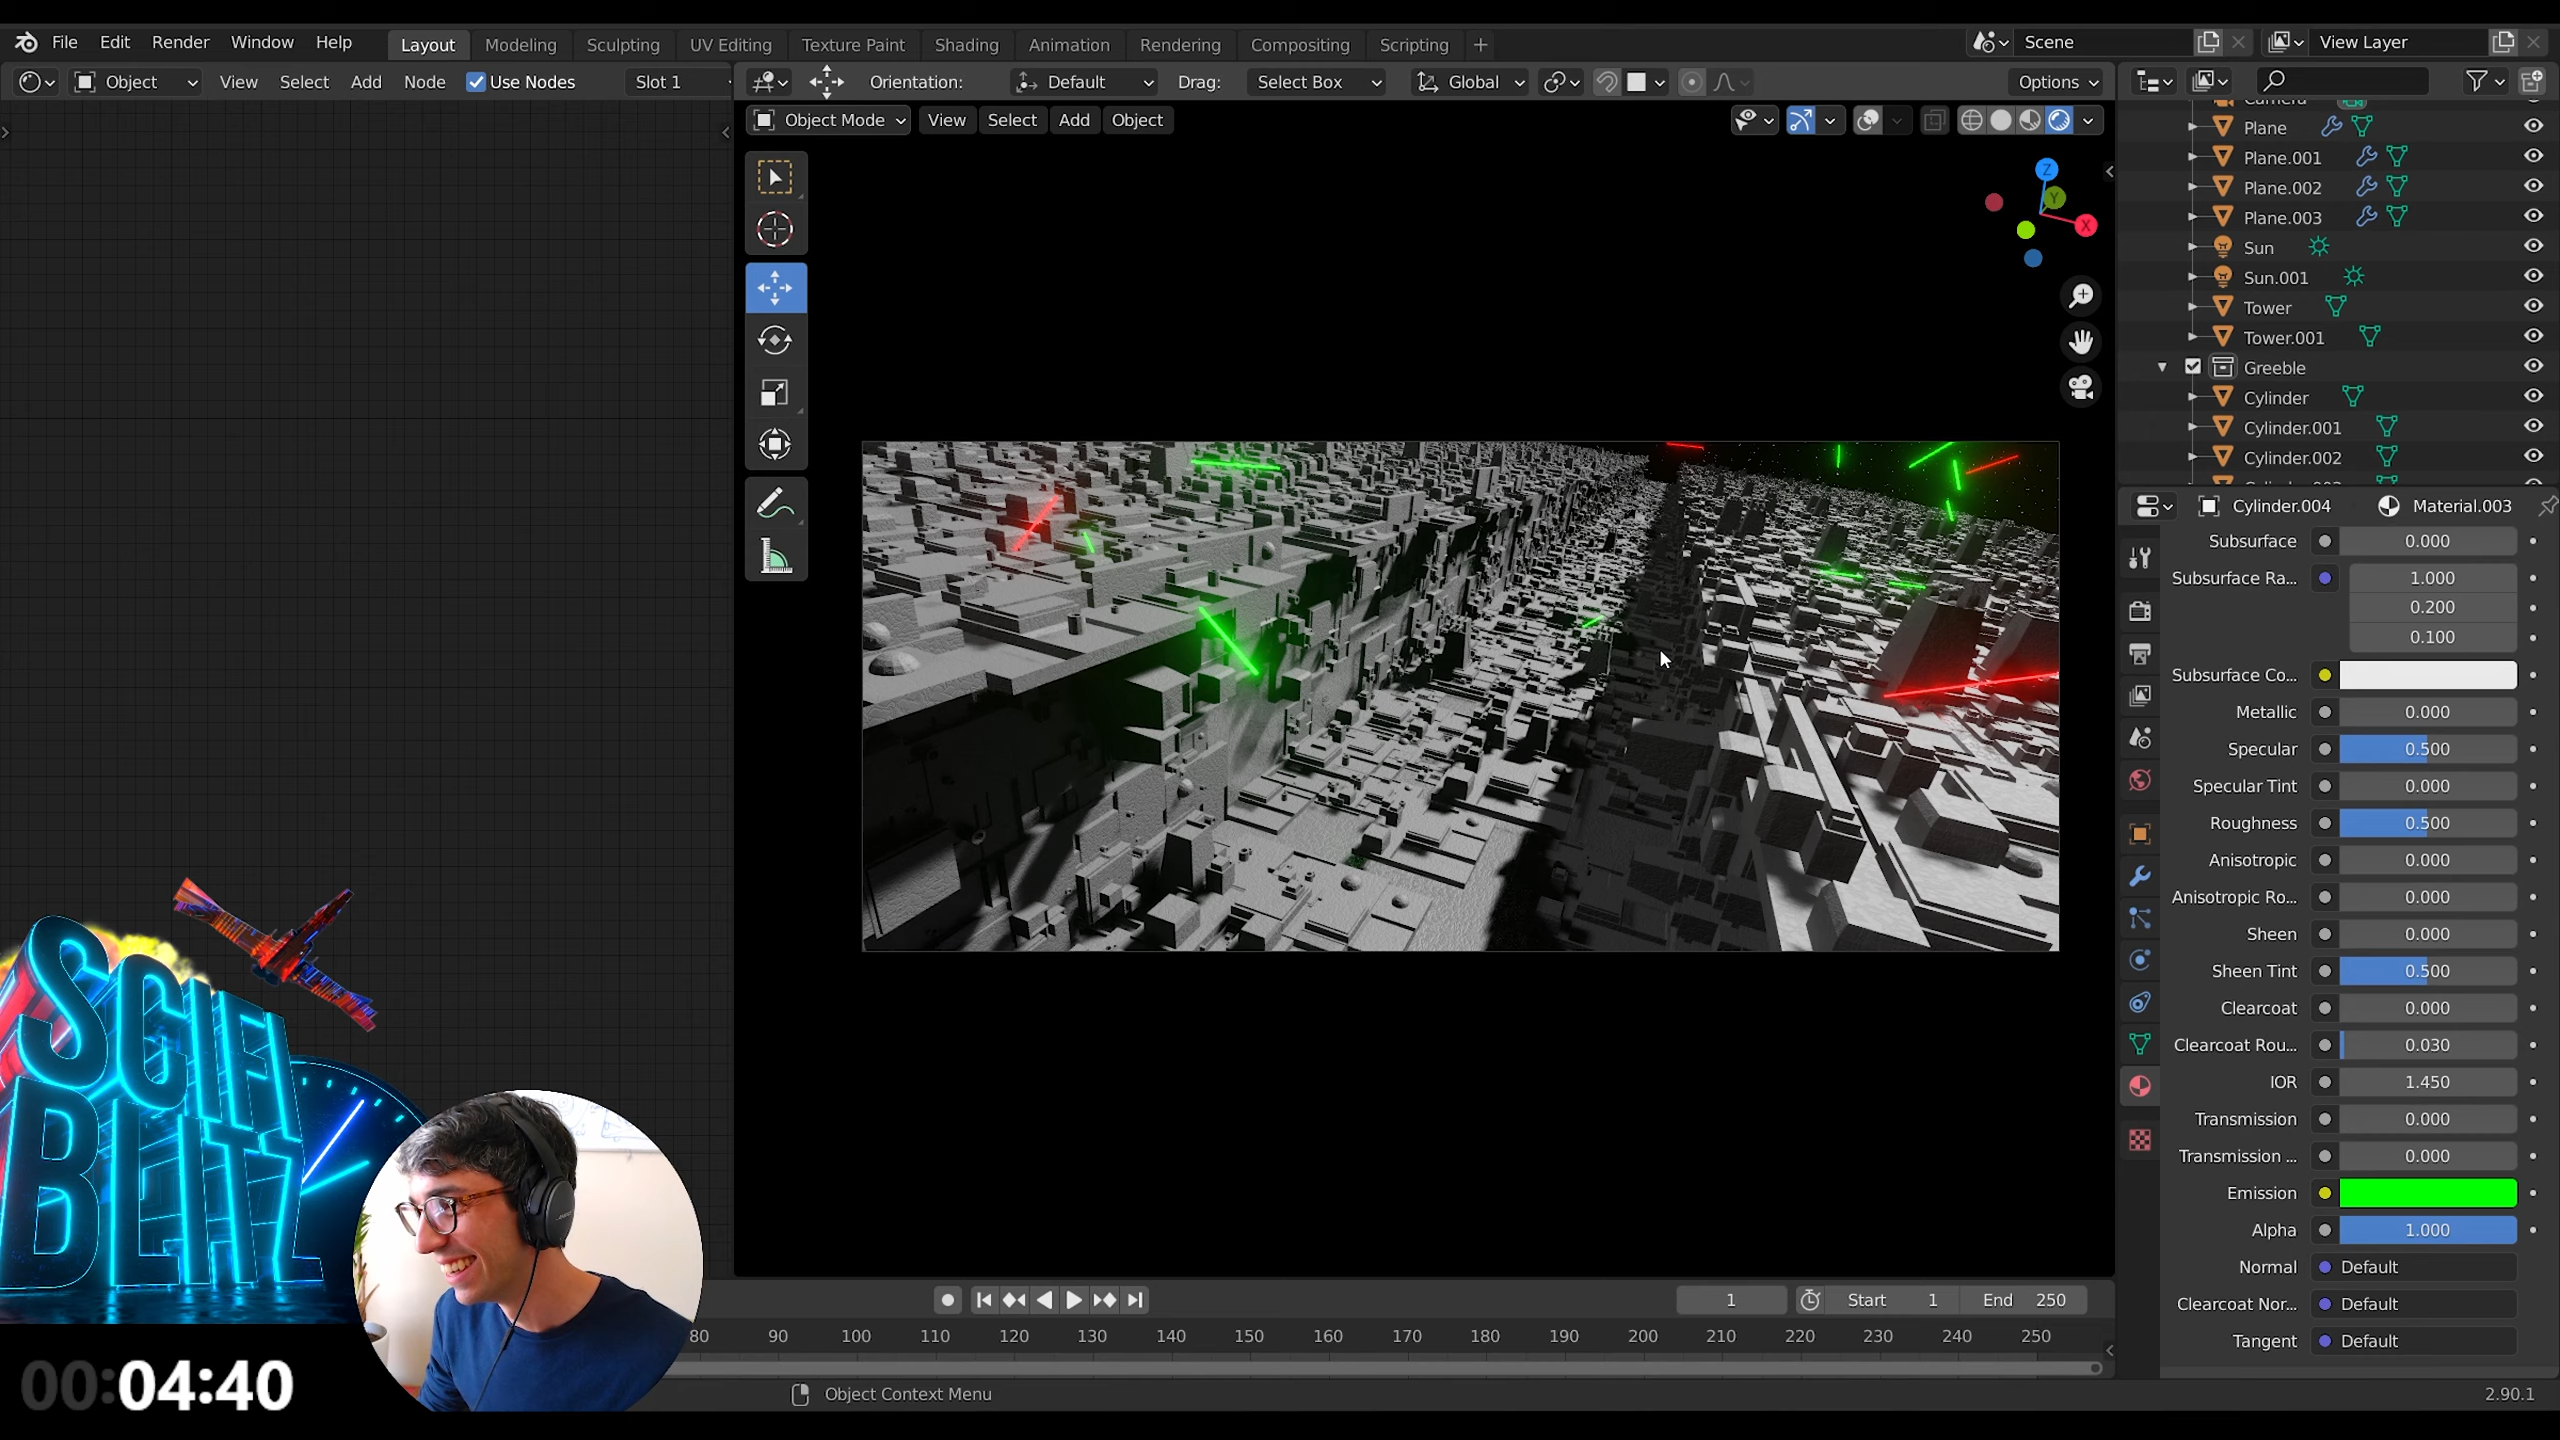 File Edit Render Window Help Layout Modeling Sculpting UV Editing Texture Paint Shading Animation Rendering Compositing Scripting + Scene View Layer
Object View Select Add Node Use Nodes Slot 1 Orientation: Default Drag: Select Box Global Options
Object Mode View Select Add Object
Z
Y
X
Camera
Plane
Plane.001
Plane.002
Plane.003
Sun
Sun.001
Tower
Tower.001
Greeble
Cylinder
Cylinder.001
Cylinder.002
Cylinder.004 Material.003
Subsurface 0.000
Subsurface Ra... 1.000
0.200
0.100
Subsurface Co...
Metallic 0.000
Specular 0.500
Specular Tint 0.000
Roughness 0.500
Anisotropic 0.000
Anisotropic Ro... 0.000
Sheen 0.000
Sheen Tint 0.500
Clearcoat 0.000
Clearcoat Rou... 0.030
IOR 1.450
Transmission 0.000
Transmission ... 0.000
Emission
Alpha 1.000
Normal Default
Clearcoat Nor... Default
Tangent Default
SCIFI
BLITZ
00:04:40
1 Start 1 End 250
80 90 100 110 120 130 140 150 160 170 180 190 200 210 220 230 240 250
Object Context Menu 2.90.1